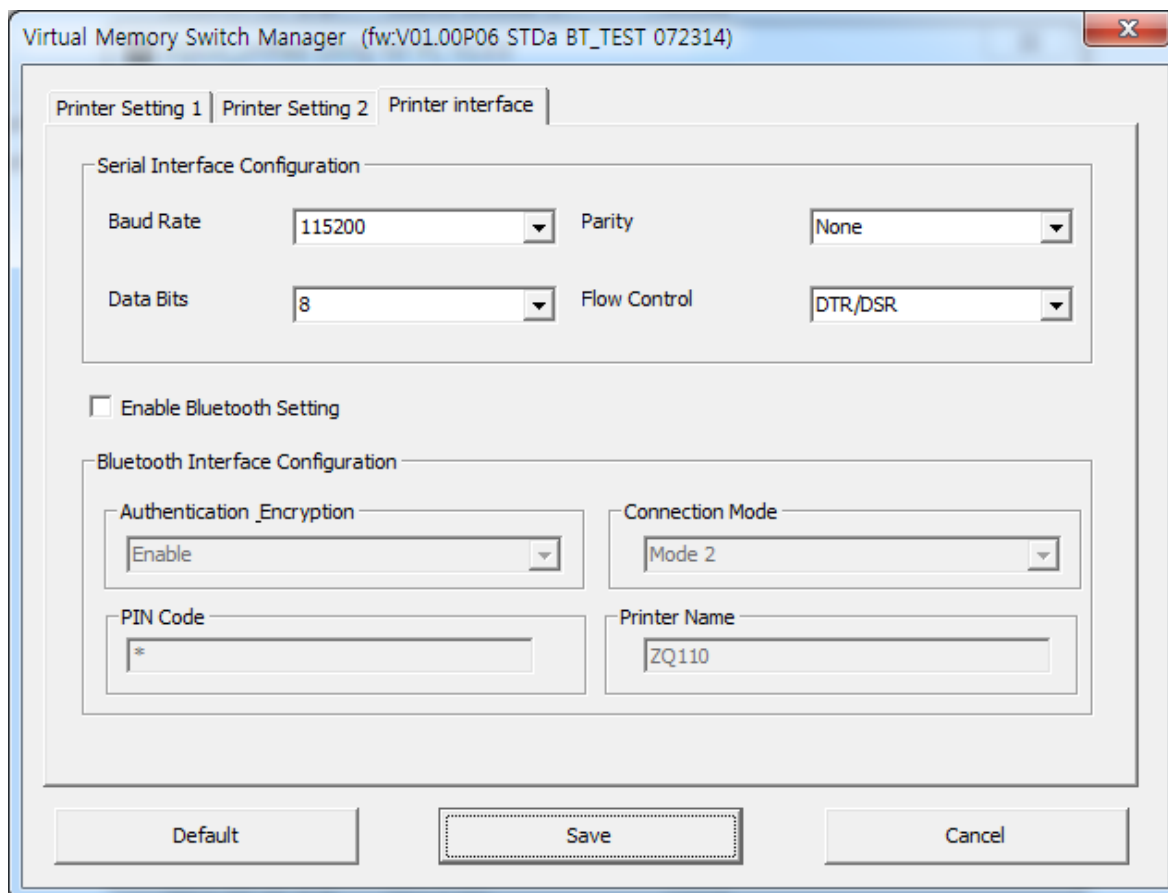 Virtual Memory Switch Manager (fw:V01.00P06 STDa BT_TEST 072314)
X
Printer Setting 1 Printer Setting 2 Printer interface
Serial Interface Configuration
Baud Rate 115200 Parity None
Data Bits 8 Flow Control DTR/DSR
Enable Bluetooth Setting
Bluetooth Interface Configuration
Authentication _Encryption Connection Mode
Enable Mode 2
PIN Code Printer Name
* ZQ110
Default Save Cancel